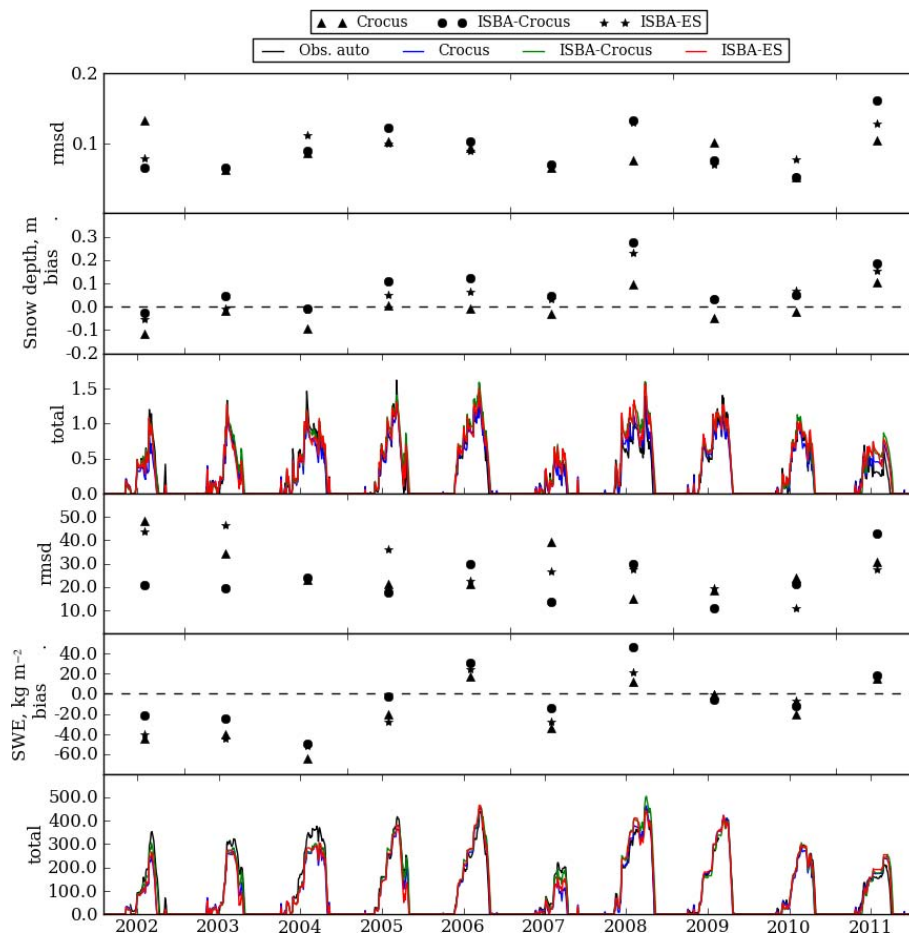 Crocus ISBA-Crocus ISBA-ES
Obs. auto Crocus ISBA-Crocus ISBA-ES
0.2
0.1
rmsd
0.3
0.2
0.1
0.0
-0.1
-0.2
Snow depth, m
bias
1.5
1.0
0.5
0.0
total
50.0
40.0
30.0
20.0
10.0
rmsd
40.0
20.0
0.0
-20.0
-40.0
-60.0
SWE, kg m⁻²
bias
500.0
400.0
300.0
200.0
100.0
0.0
total
2002 2003 2004 2005 2006 2007 2008 2009 2010 2011